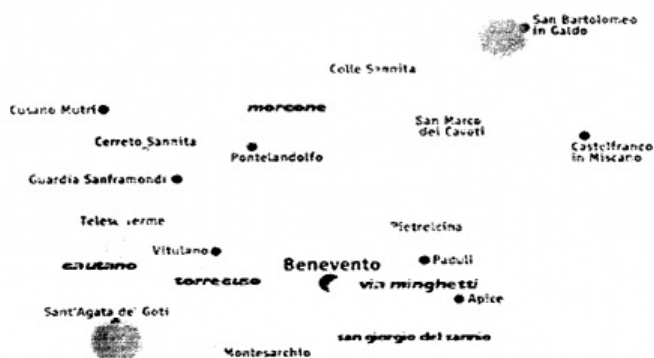 San Bartolomeo
in Galdo
Colle Sannita
Cusano Mutri
morcone
San Marco
dei Cavoti
Cerreto Sannita
Pontelandolfo
Castelfranco
in Miscano
Guardia Sanframondi
Telese Terme
Pietrelcina
Vitulano
Benevento
Paduli
cautano
torrecuso
via minghetti
Apice
Sant'Agata de' Goti
san giorgio del sannio
Montesarchio